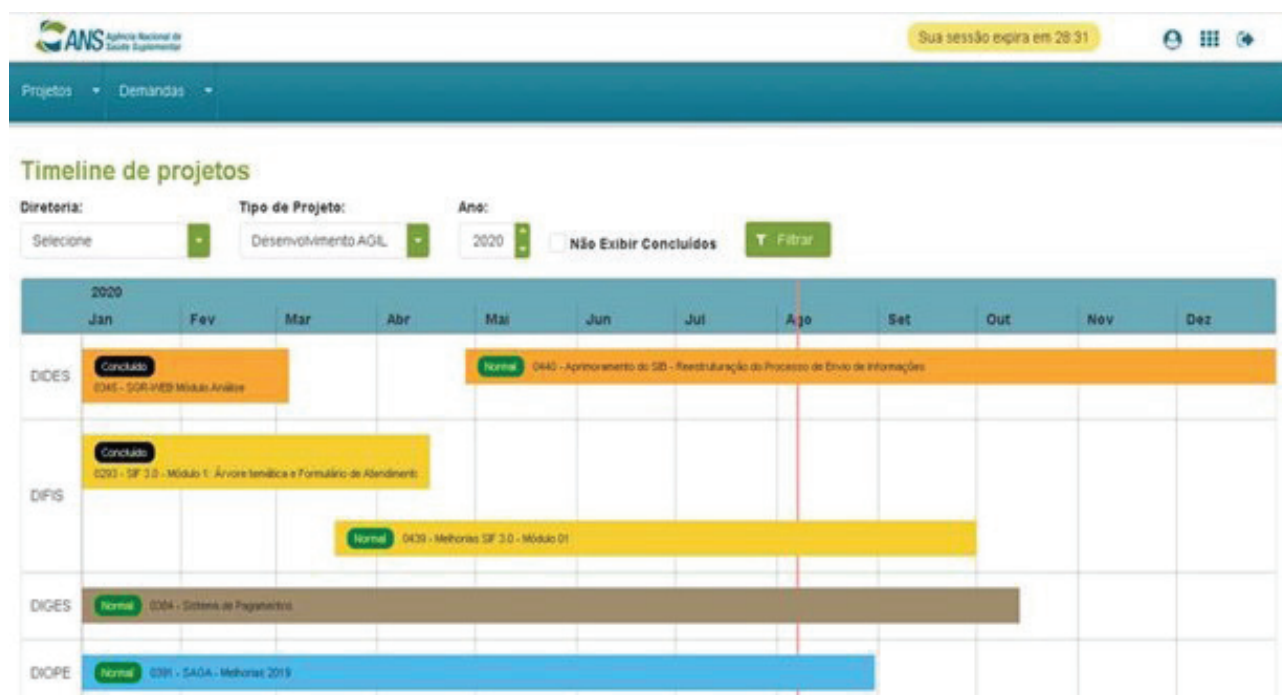 ANS Agência Nacional de Saúde Suplementar
Sua sessão expira em 28:31
Projetos Demandas
Timeline de projetos
Diretoria: Tipo de Projeto: Ano:
Selecione Desenvolvimento AGIL 2020 Não Exibir Concluídos Filtrar
2020
Jan Fev Mar Abr Mai Jun Jul Ago Set Out Nov Dez
DIDES
Concluído
0345 - SGR-WEB Módulo Análise
Normal 0440 - Aprimoramento do SIB - Reestruturação do Processo de Envio de Informações
DIFIS
Concluído
0293 - SIF 3.0 - Módulo 1: Árvore temática e Formulário de Atendimento
Normal 0439 - Melhorias SIF 3.0 - Módulo 01
DIGES
Normal 0384 - Sistema de Pagamentos
DIOPE
Normal 0391 - SAGA - Melhorias 2019